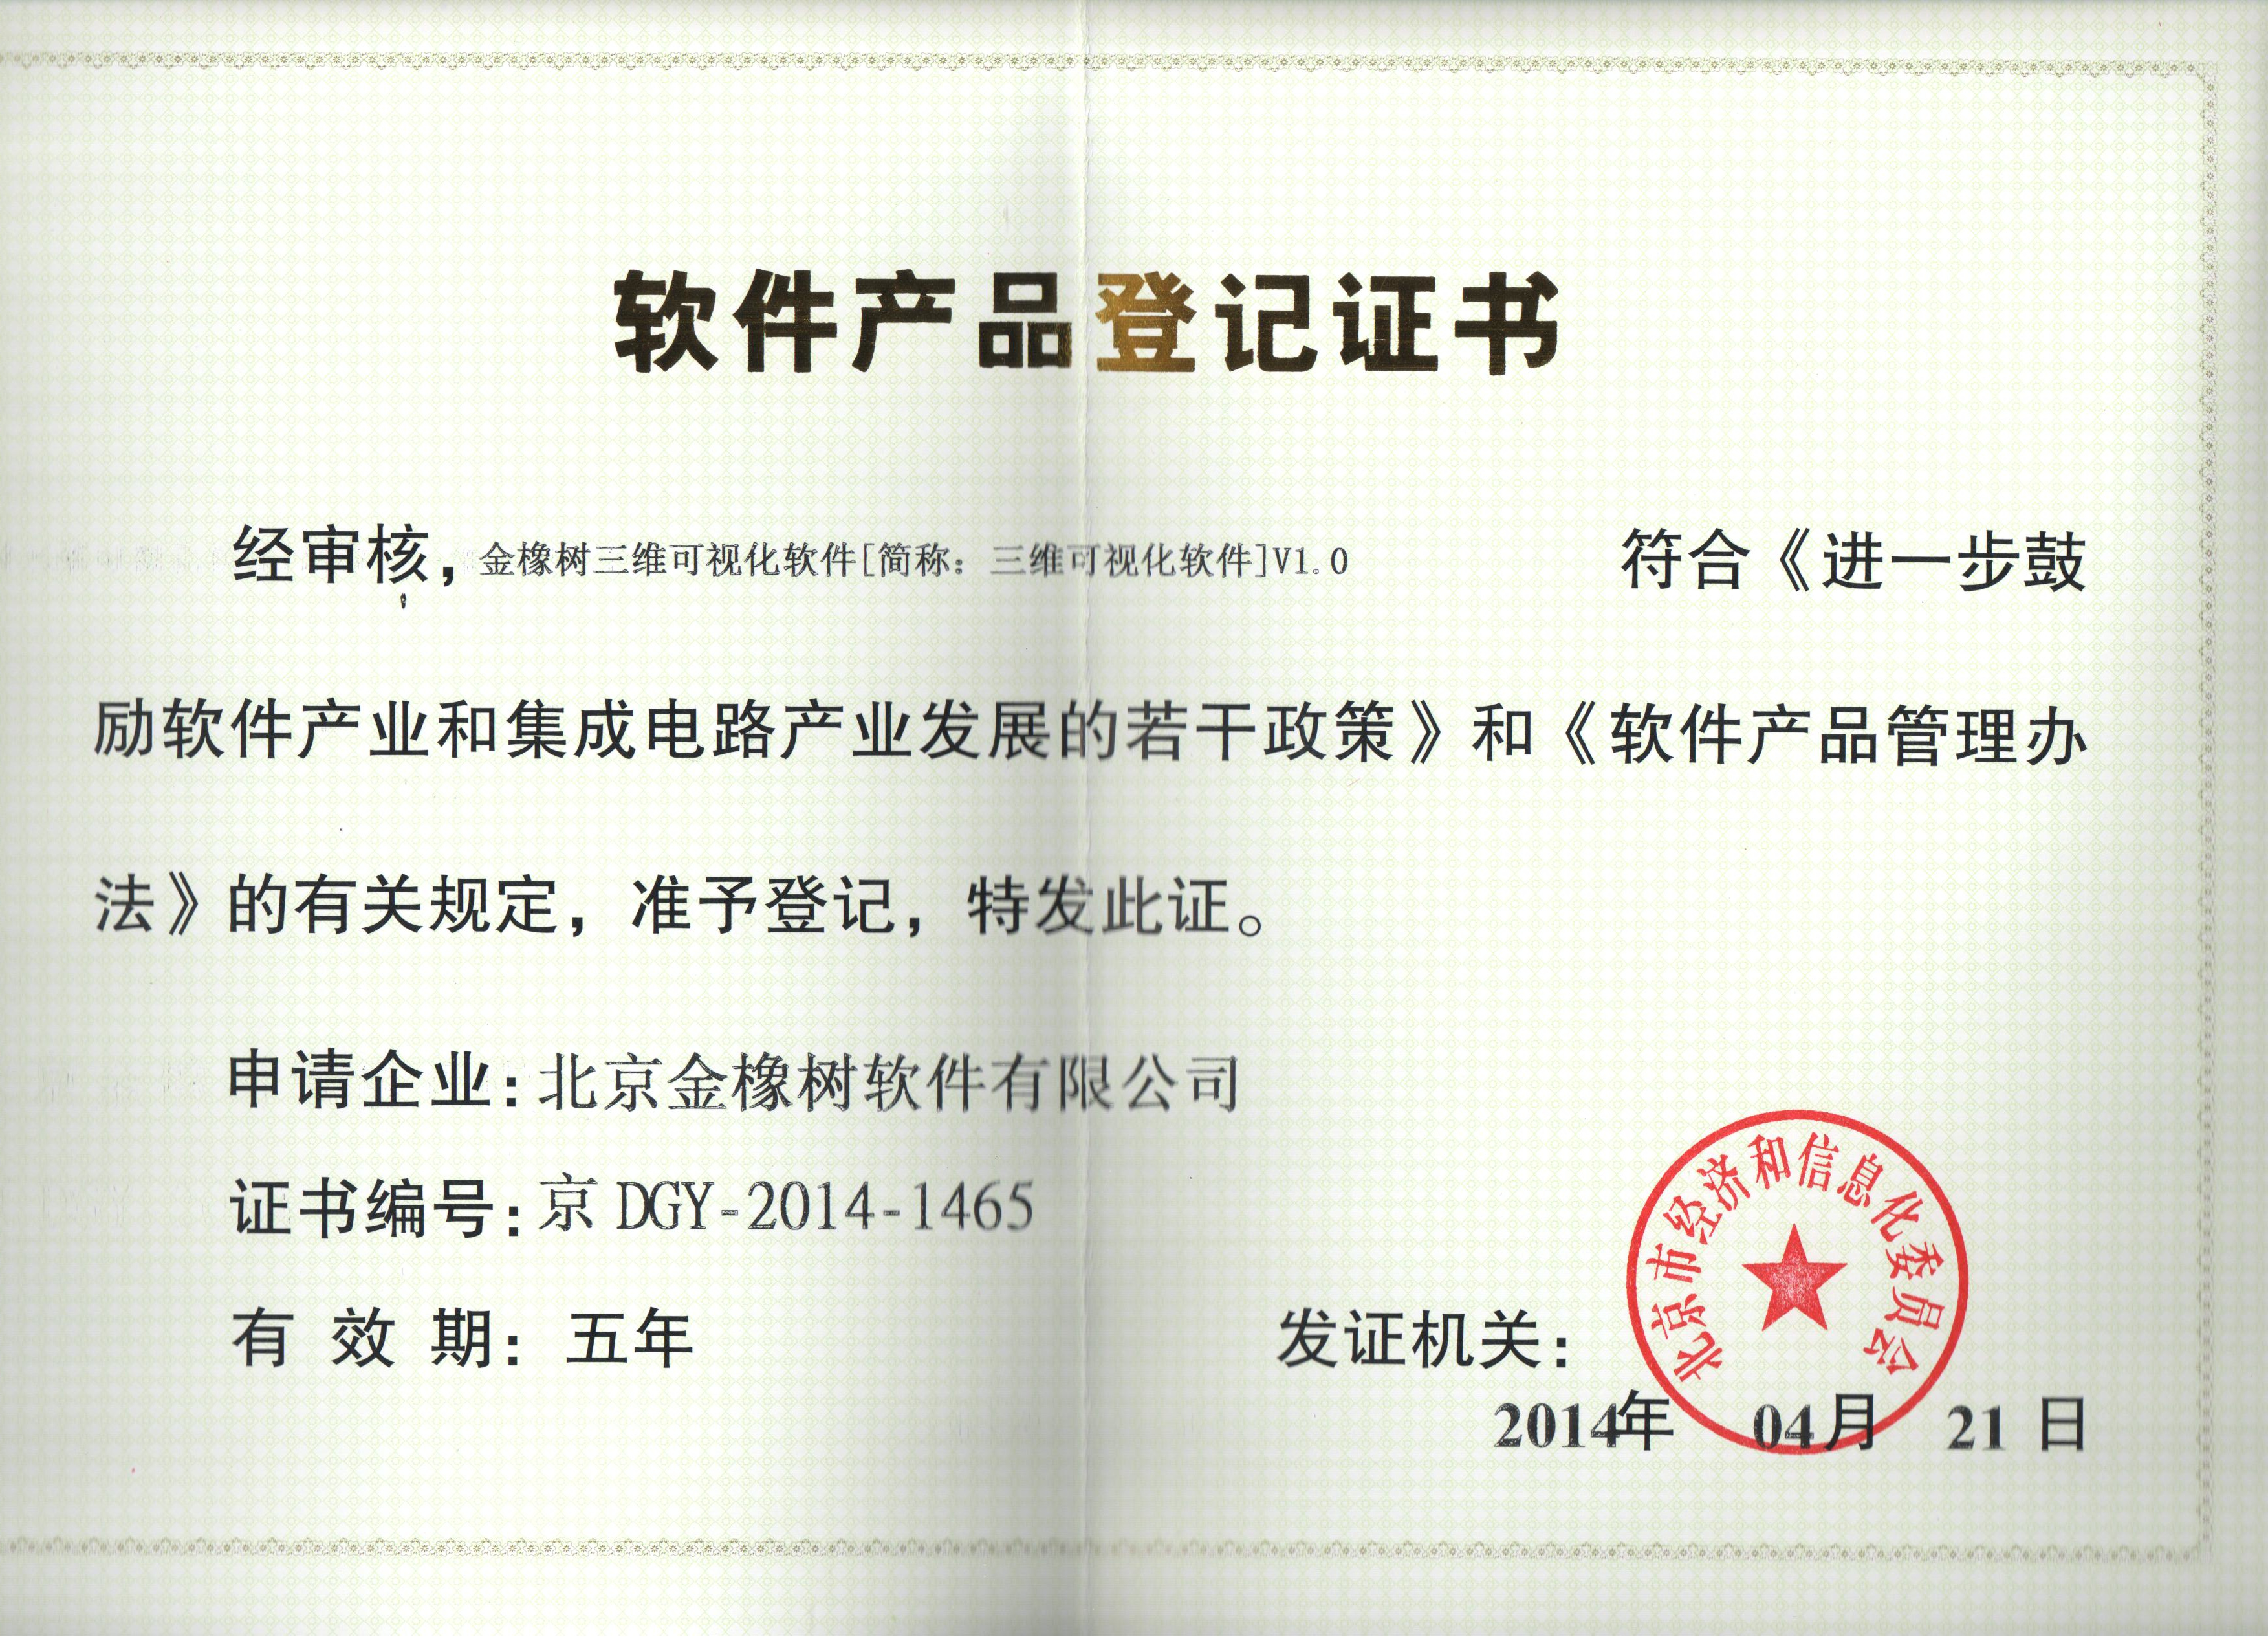 软件产品登记证书
经审核，金橡树三维可视化软件[简称：三维可视化软件]V1.0 符合《进一步鼓
励软件产业和集成电路产业发展的若干政策》和《软件产品管理办
法》的有关规定，准予登记，特发此证。
申请企业：北京金橡树软件有限公司
证书编号：京 DGY-2014-1465
有 效 期：五年
发证机关：
北京市经济和信息化委员会
2014年 04月 21 日